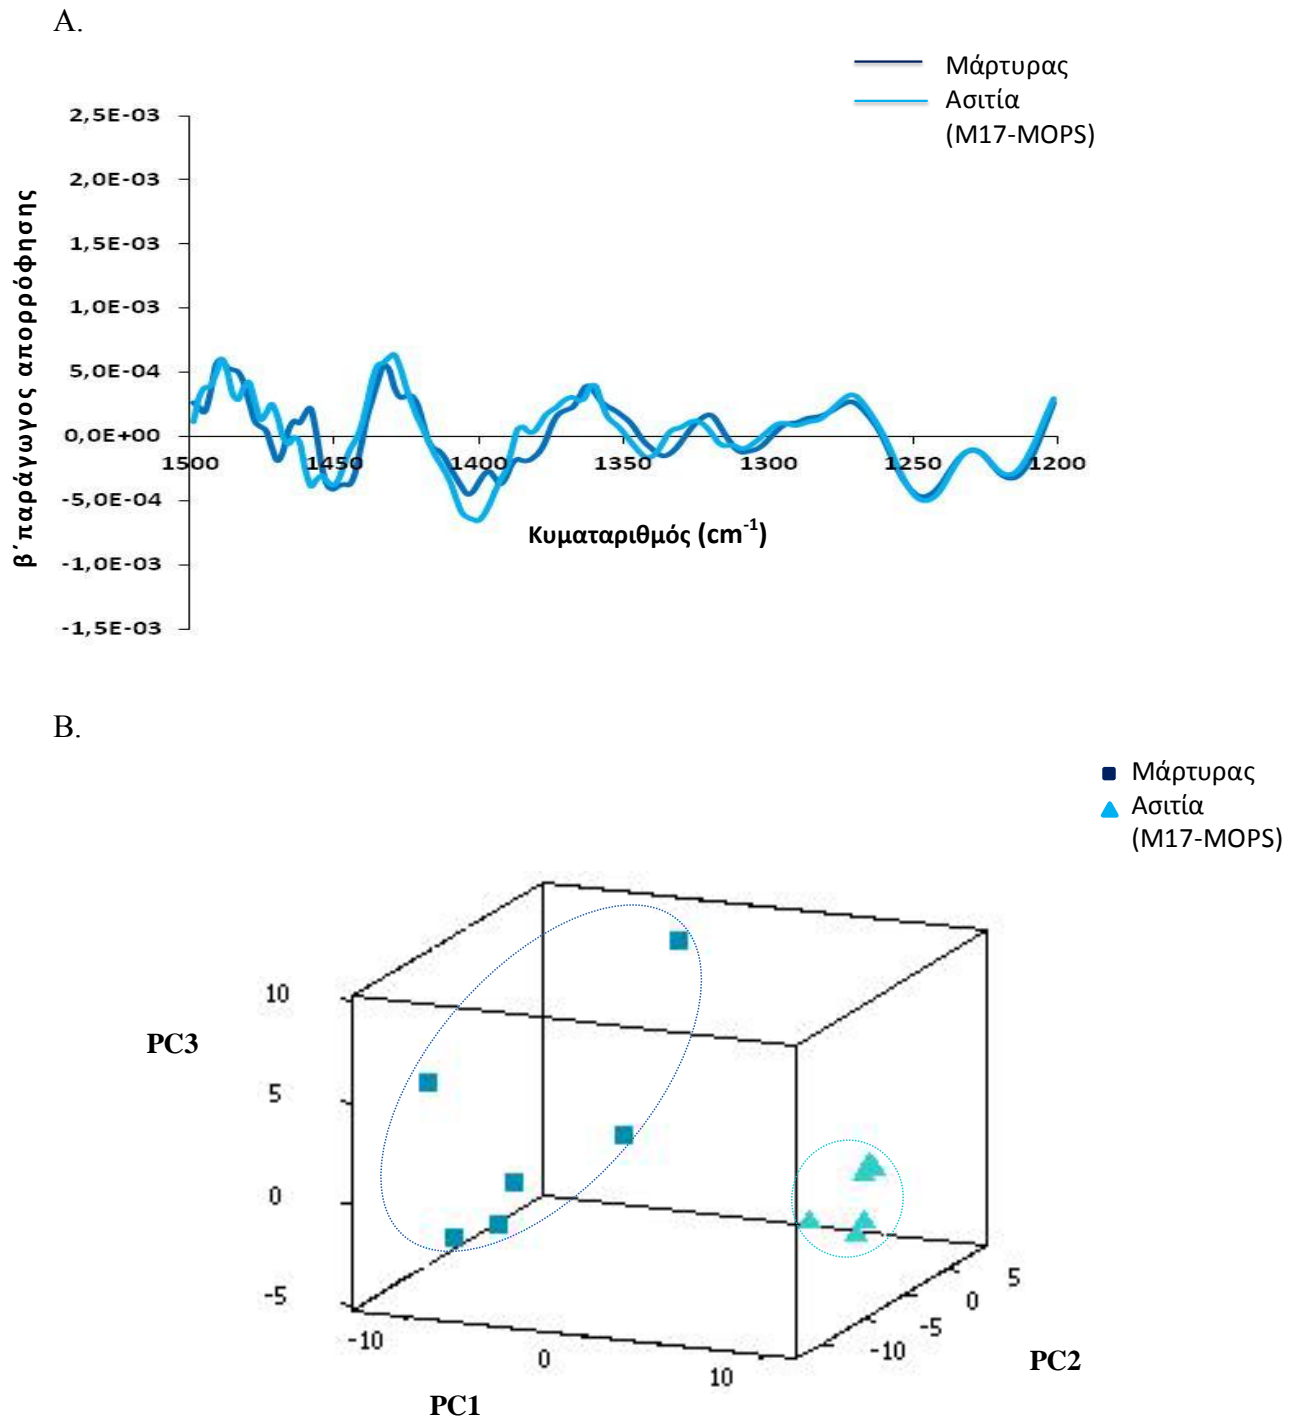 A.
Μάρτυρας
Ασιτία
(M17-MOPS)
β΄παράγωγος απορρόφησης
2,5E-03
2,0E-03
1,5E-03
1,0E-03
5,0E-04
0,0E+00
-5,0E-04
-1,0E-03
-1,5E-03
1500 1450 1400 1350 1300 1250 1200
Κυματαριθμός (cm⁻¹)
B.
Μάρτυρας
Ασιτία
(M17-MOPS)
PC3
10
5
0
-5
-10 0 10
PC1
-10 -5 0 5
PC2